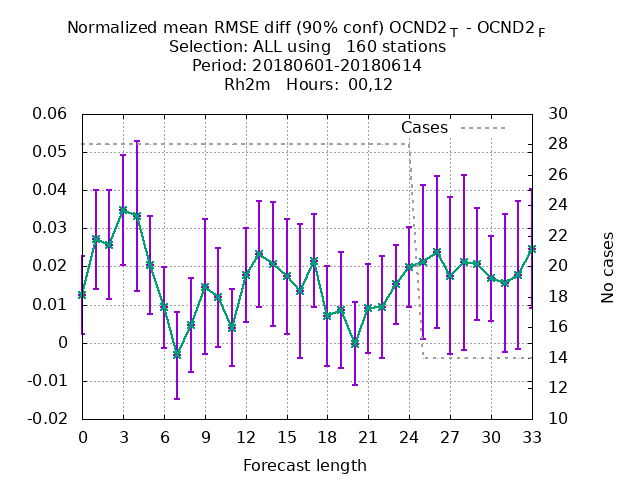 Normalized mean RMSE diff (90% conf) OCND2 T - OCND2 F
Selection: ALL using 160 stations
Period: 20180601-20180614
Rh2m Hours: 00,12
0.06
0.05
0.04
0.03
0.02
0.01
0
-0.01
-0.02
Cases
30
28
26
24
22
20
18
16
14
12
10
No cases
0 3 6 9 12 15 18 21 24 27 30 33
Forecast length